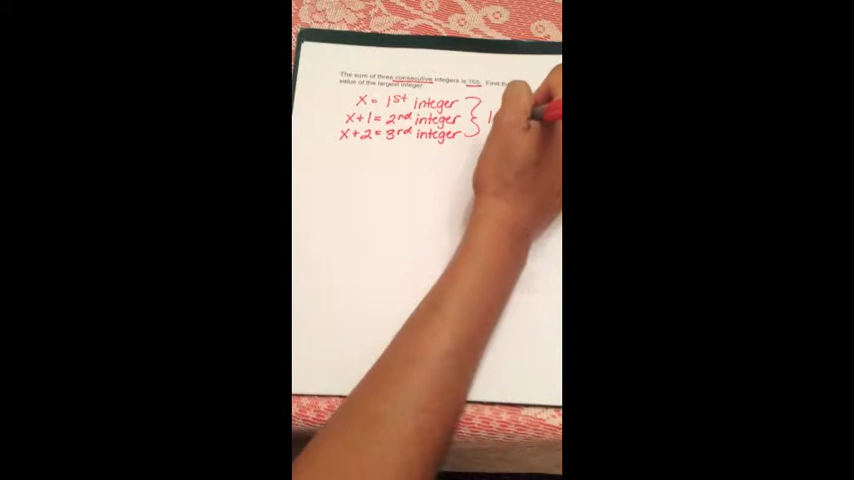 The sum of three consecutive integers is 165. Find
value of the largest integer.
x = 1st integer
x+1 = 2nd integer
x+2 = 3rd integer